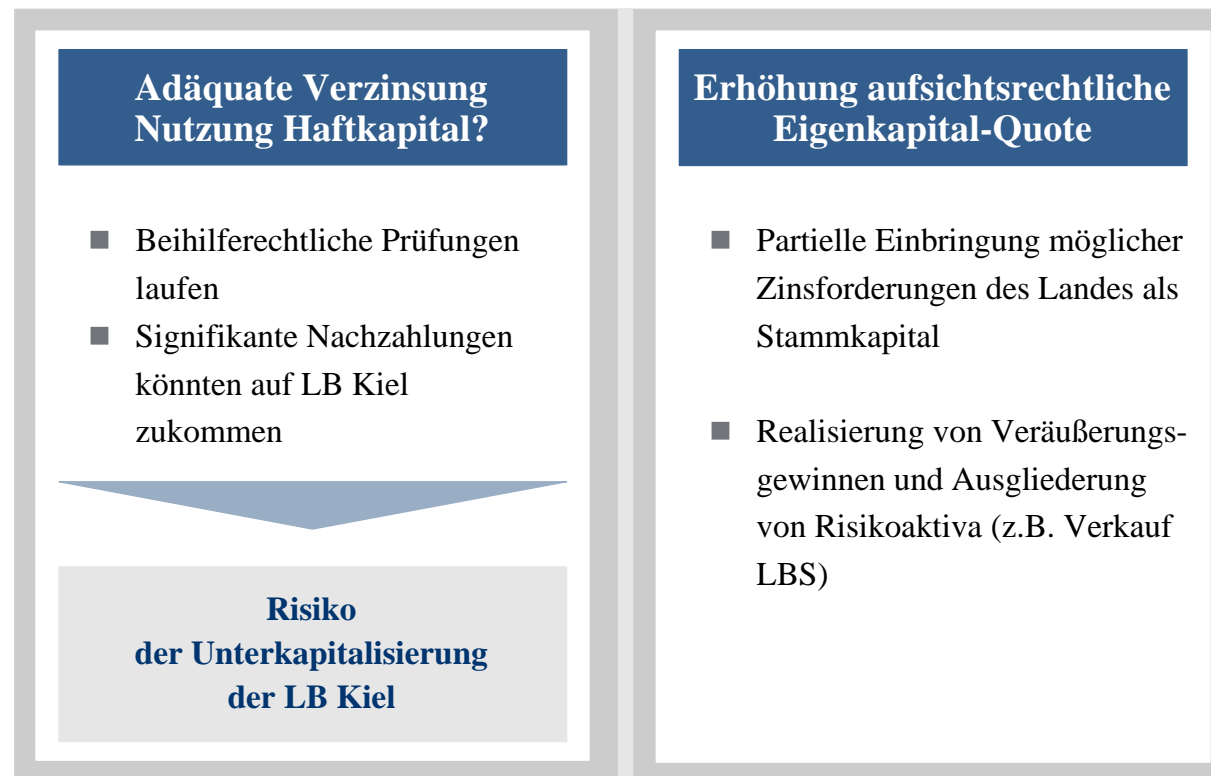 Adäquate Verzinsung
Nutzung Haftkapital?
■ Beihilferechtliche Prüfungen
laufen
■ Signifikante Nachzahlungen
könnten auf LB Kiel
zukommen
Risiko
der Unterkapitalisierung
der LB Kiel
Erhöhung aufsichtsrechtliche
Eigenkapital-Quote
■ Partielle Einbringung möglicher
Zinsforderungen des Landes als
Stammkapital
■ Realisierung von Veräußerungs-
gewinnen und Ausgliederung
von Risikoaktiva (z.B. Verkauf
LBS)